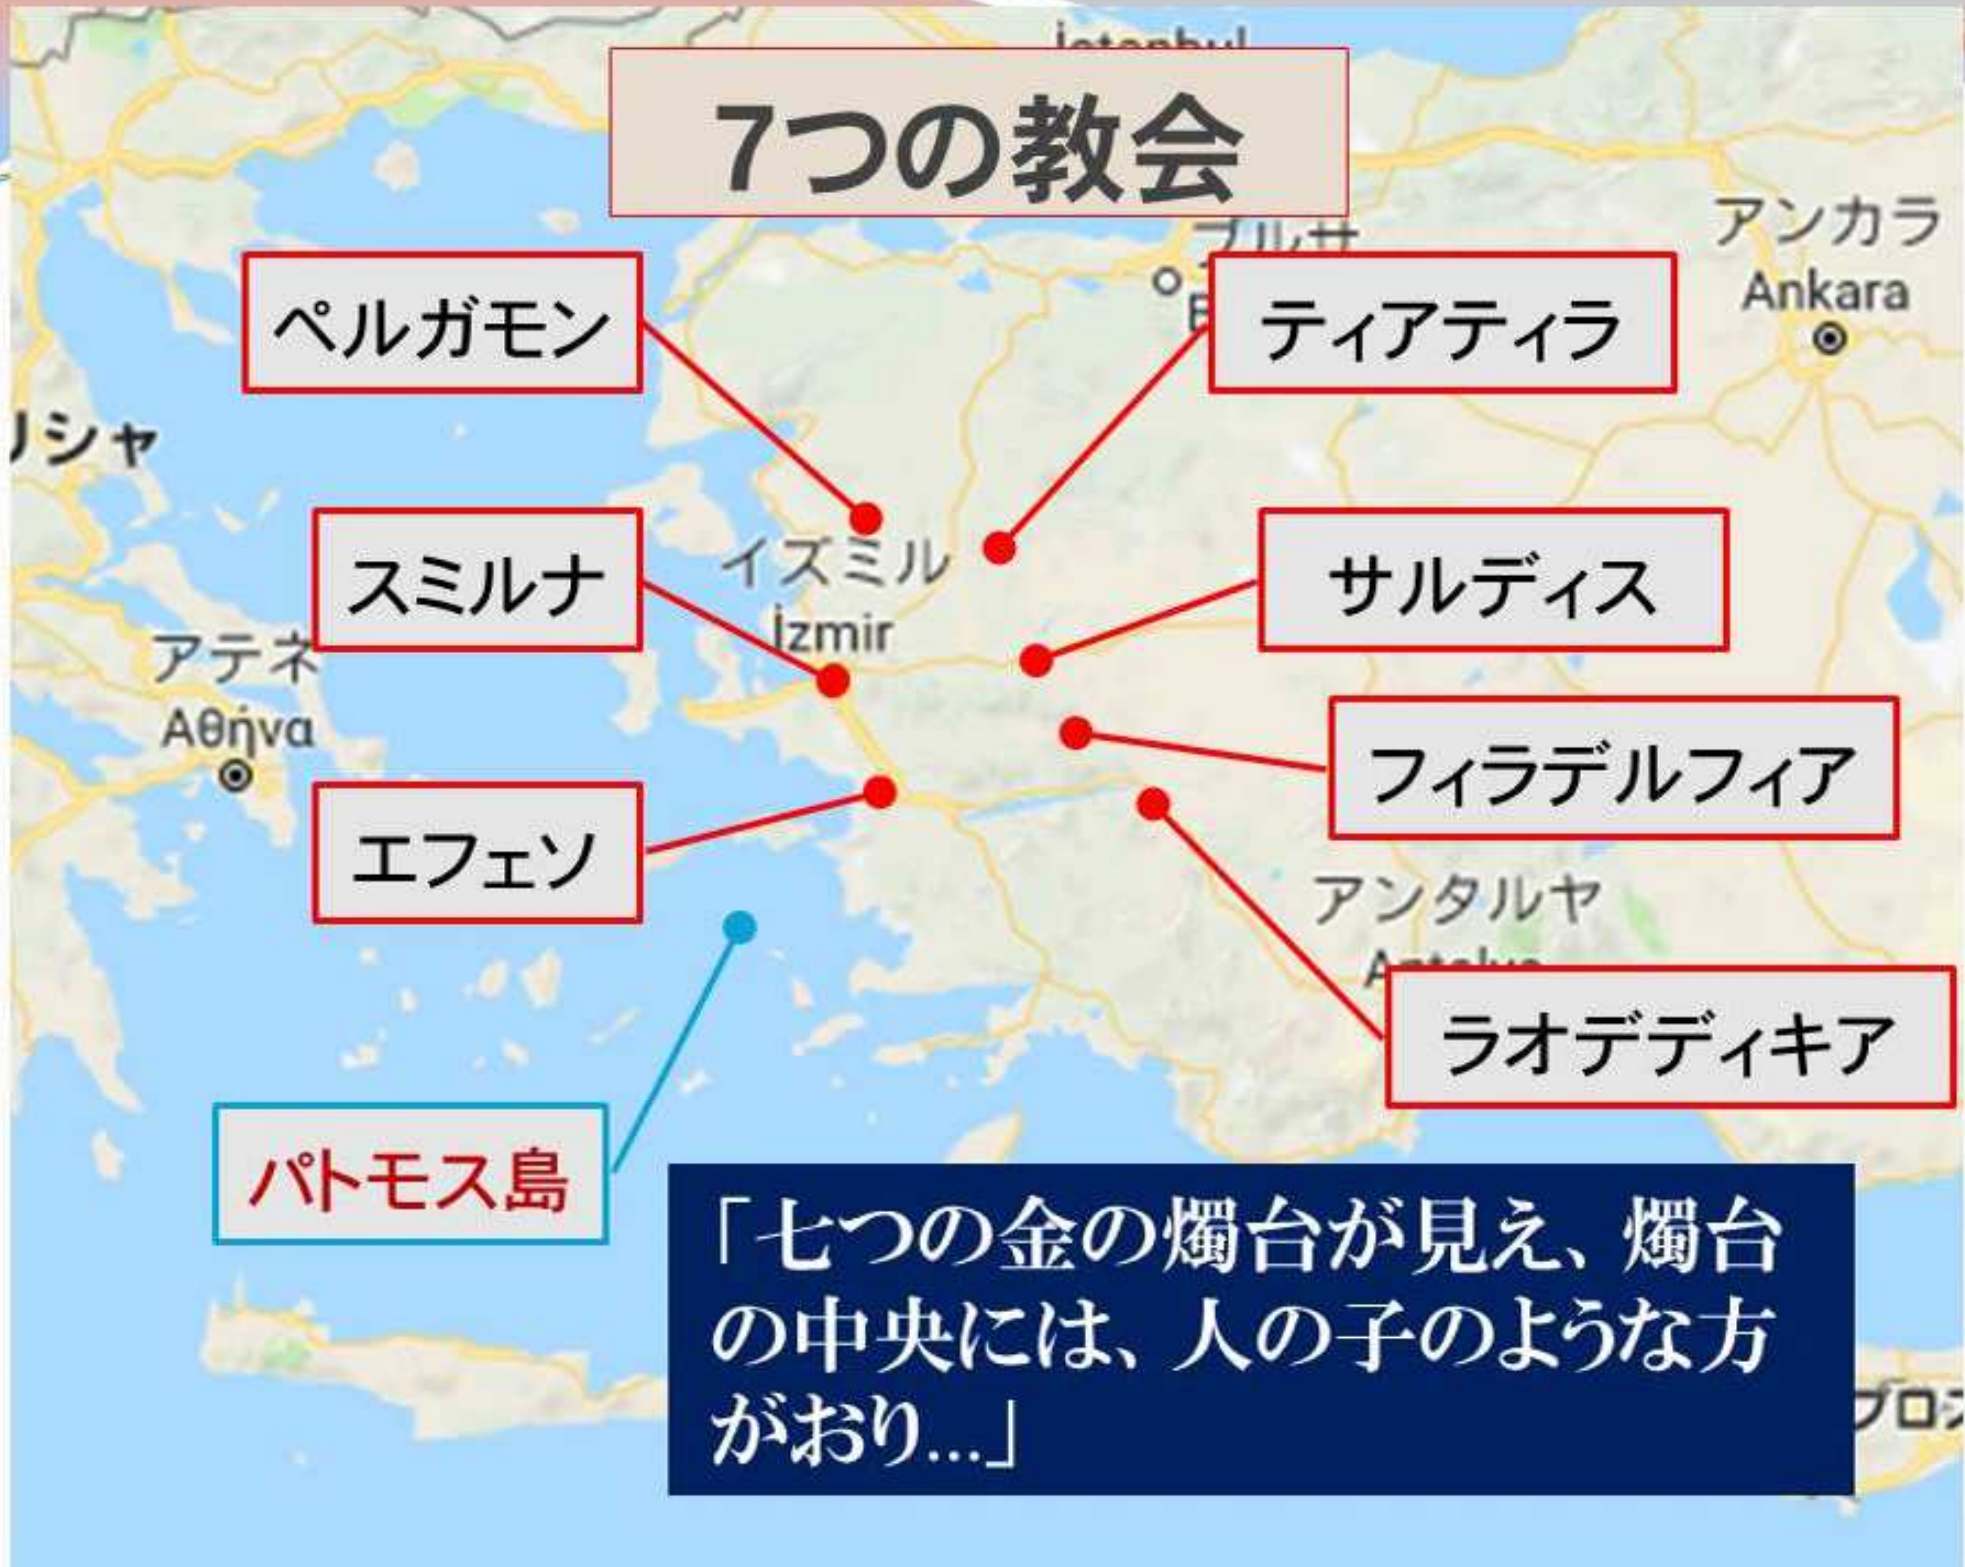 7つの教会
アンカラ
Ankara
ペルガモン
ティアティラ
スミルナ
イズミル
İzmir
サルディス
アテネ
Αθήνα
フィラデルフィア
エフェソ
アンタルヤ
ラオデディキア
パトモス島
「七つの金の燭台が見え、燭台
の中央には、人の子のような方
がおり...」